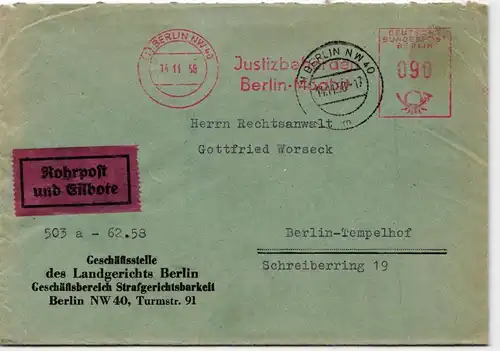 (1) BERLIN NW 40
14.11.58
Justizbehörden
Berlin-Moabit
BERLIN NW 40
DEUTSCHE
BUNDESPOST
BERLIN
090
Herrn Rechtsanwalt
Gottfried Worseck
Rohrpost
und Eilbote
503 a - 62.58
Berlin-Tempelhof
Schreiberring 19
Geschäftsstelle
des Landgerichts Berlin
Geschäftsbereich Strafgerichtsbarkeit
Berlin NW 40, Turmstr. 91